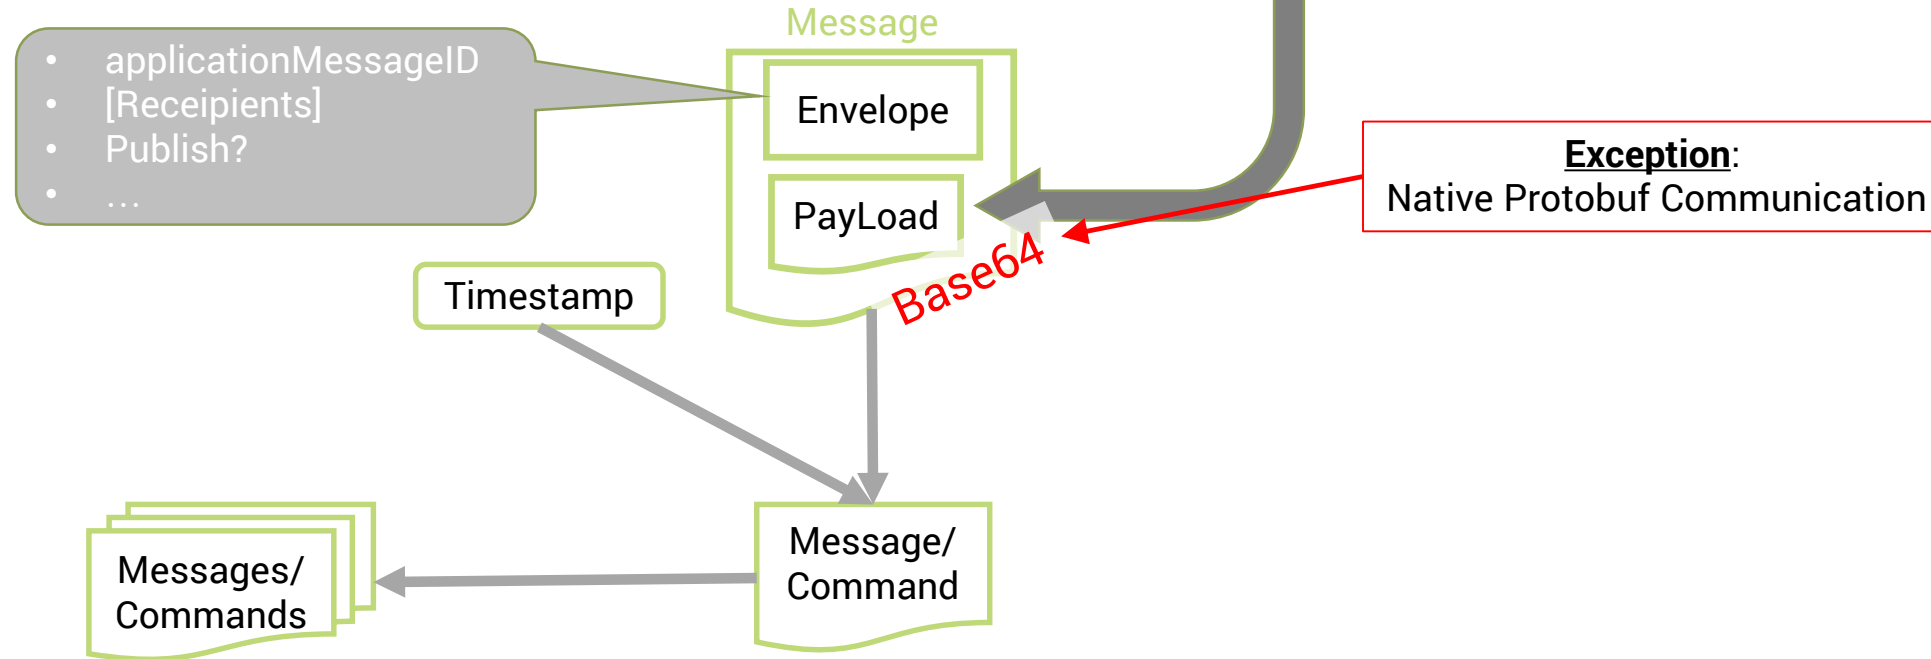 Message
• applicationMessageID
• [Receipients]
• Publish?
• ...
Envelope
PayLoad
Base64
Exception:
Native Protobuf Communication
Timestamp
Message/
Command
Messages/
Commands